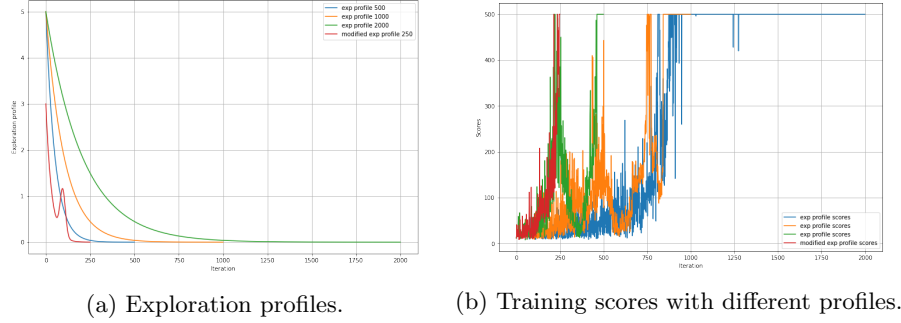 exp profile 500
exp profile 1000
exp profile 2000
modified exp profile 250
5
4
3
2
1
0
Exploration profile
0 250 500 750 1000 1250 1500 1750 2000
Iteration
(a) Exploration profiles.
500
400
300
200
100
0
Scores
exp profile scores
exp profile scores
exp profile scores
modified exp profile scores
0 250 500 750 1000 1250 1500 1750 2000
Iteration
(b) Training scores with different profiles.